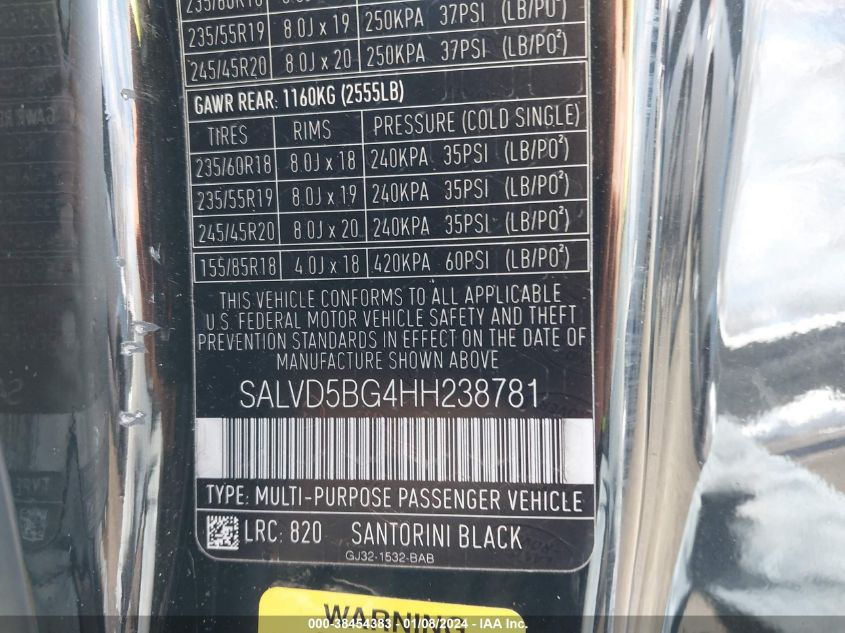 235/60R18
235/55R19 8.0J x 19 250KPA 37PSI (LB/PO²)
245/45R20 8.0J x 20 250KPA 37PSI (LB/PO²)
GAWR REAR: 1160KG (2555LB)
TIRES RIMS PRESSURE (COLD SINGLE)
235/60R18 8.0J x 18 240KPA 35PSI (LB/PO²)
235/55R19 8.0J x 19 240KPA 35PSI (LB/PO²)
245/45R20 8.0J x 20 240KPA 35PSI (LB/PO²)
155/85R18 4.0J x 18 420KPA 60PSI (LB/PO²)
THIS VEHICLE CONFORMS TO ALL APPLICABLE
U.S. FEDERAL MOTOR VEHICLE SAFETY AND THEFT
PREVENTION STANDARDS IN EFFECT ON THE DATE OF
MANUFACTURE SHOWN ABOVE
SALVD5BG4HH238781
TYPE: MULTI-PURPOSE PASSENGER VEHICLE
LRC: 820 SANTORINI BLACK
GJ32-1532-BAB
WARNING
000-38454383 - 01/08/2024 - IAA Inc.